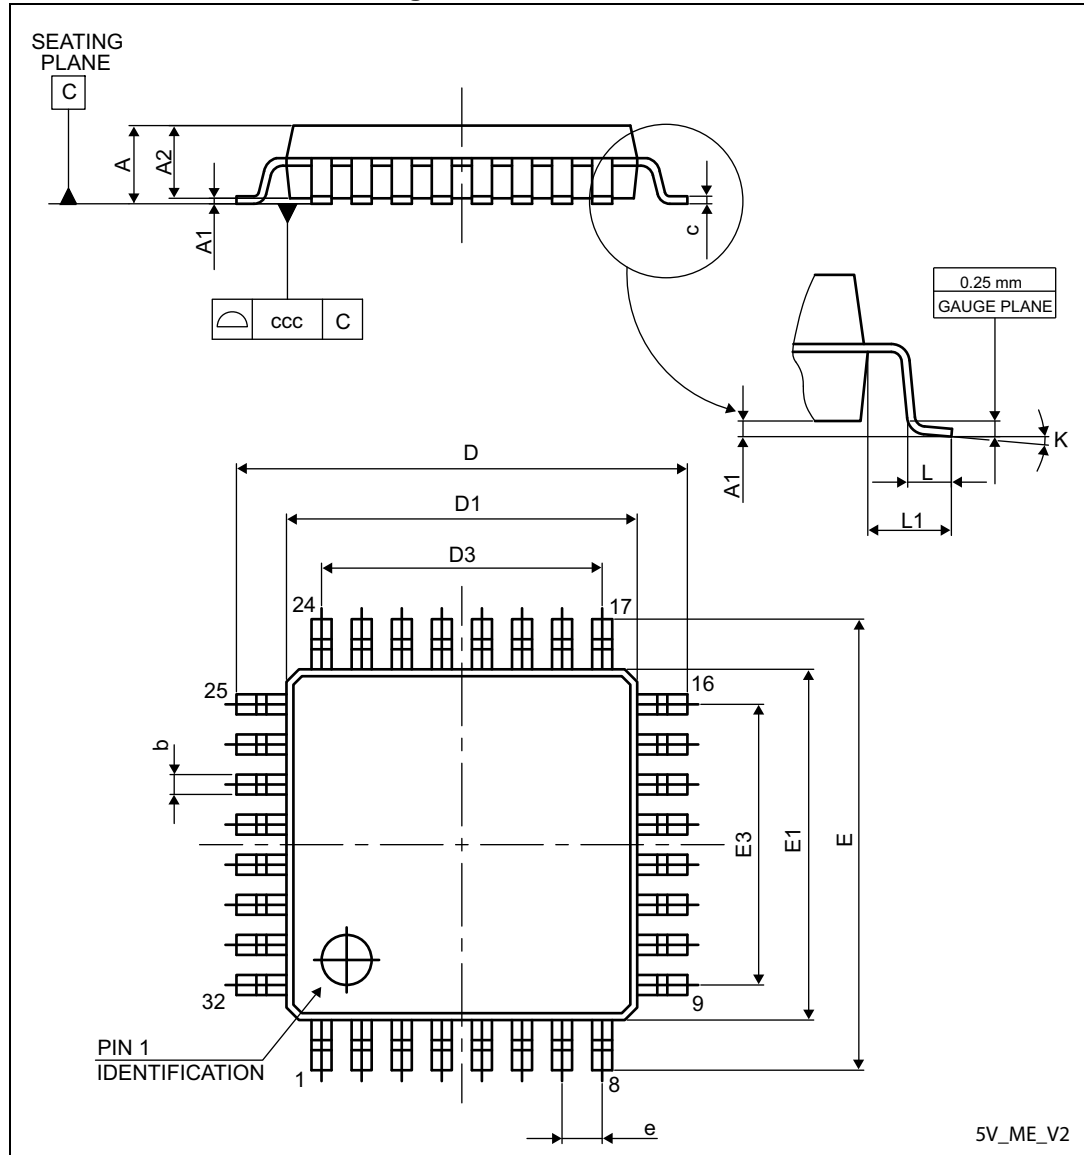 SEATING
PLANE
C
A
A2
A1
c
ccc C
0.25 mm
GAUGE PLANE
A1
K
L
L1
D
D1
D3
24
17
25
16
b
E3
E1
E
32
9
PIN 1
IDENTIFICATION
1
8
e
5V_ME_V2